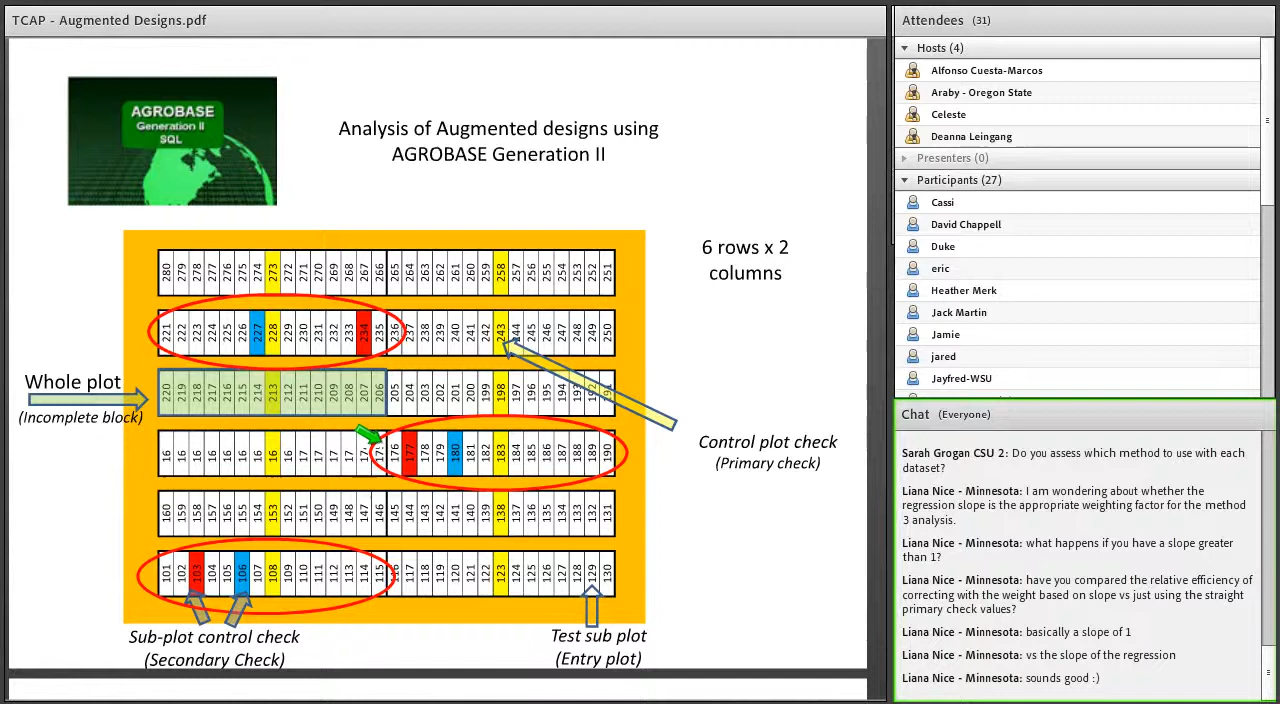 TCAP - Augmented Designs.pdf
AGROBASE
Generation II
SQL
Analysis of Augmented designs using
AGROBASE Generation II
6 rows x 2
columns
280 279 278 277 276 275 274 273 272 271 270 269 268 267 266 265 264 263 262 261 260 259 258 257 256 255 254 253 252 251
221 222 223 224 225 226 227 228 229 230 231 232 233 234 235 236 237 238 239 240 241 242 243 244 245 246 247 248 249 250
Whole plot
(Incomplete block)
220 219 218 217 216 215 214 213 212 211 210 209 208 207 206 205 204 203 202 201 200 199 198 197 196 195 194 193 192 191
Control plot check
(Primary check)
16 16 16 16 16 16 16 16 16 17 17 17 17 17 176 177 178 179 180 181 182 183 184 185 186 187 188 189 190
160 159 158 157 156 155 154 153 152 151 150 149 148 147 146 145 144 143 142 141 140 139 138 137 136 135 134 133 132 131
101 102 103 104 105 106 107 108 109 110 111 112 113 114 115 116 117 118 119 120 121 122 123 124 125 126 127 128 129 130
Sub-plot control check
(Secondary Check)
Test sub plot
(Entry plot)
Attendees (31)
Hosts (4)
Alfonso Cuesta-Marcos
Araby - Oregon State
Celeste
Deanna Leingang
Presenters (0)
Participants (27)
Cassi
David Chappell
Duke
eric
Heather Merk
Jack Martin
Jamie
jared
Jayfred-WSU
Chat (Everyone)
Sarah Grogan CSU 2: Do you assess which method to use with each
dataset?
Liana Nice - Minnesota: I am wondering about whether the
regression slope is the appropriate weighting factor for the method
3 analysis.
Liana Nice - Minnesota: what happens if you have a slope greater
than 1?
Liana Nice - Minnesota: have you compared the relative efficiency of
correcting with the weight based on slope vs just using the straight
primary check values?
Liana Nice - Minnesota: basically a slope of 1
Liana Nice - Minnesota: vs the slope of the regression
Liana Nice - Minnesota: sounds good :)